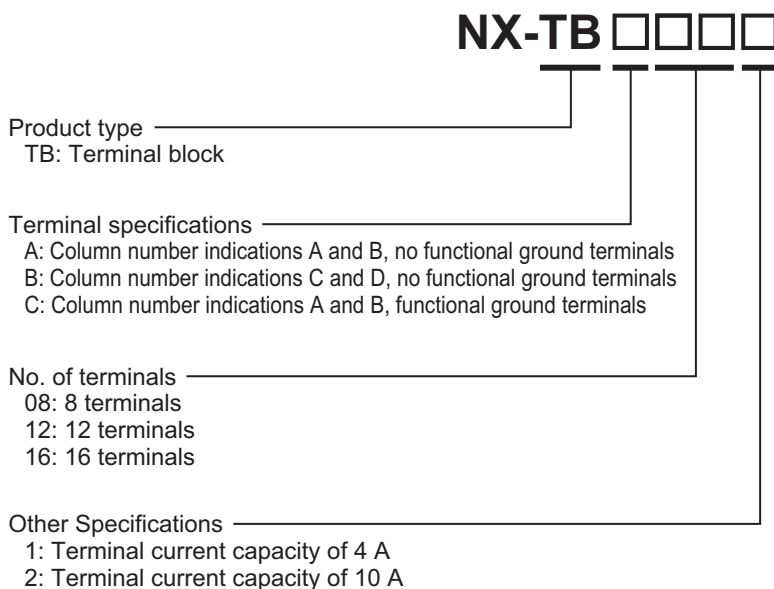 NX-TB □□□□
Product type
TB: Terminal block
Terminal specifications
A: Column number indications A and B, no functional ground terminals
B: Column number indications C and D, no functional ground terminals
C: Column number indications A and B, functional ground terminals
No. of terminals
08: 8 terminals
12: 12 terminals
16: 16 terminals
Other Specifications
1: Terminal current capacity of 4 A
2: Terminal current capacity of 10 A